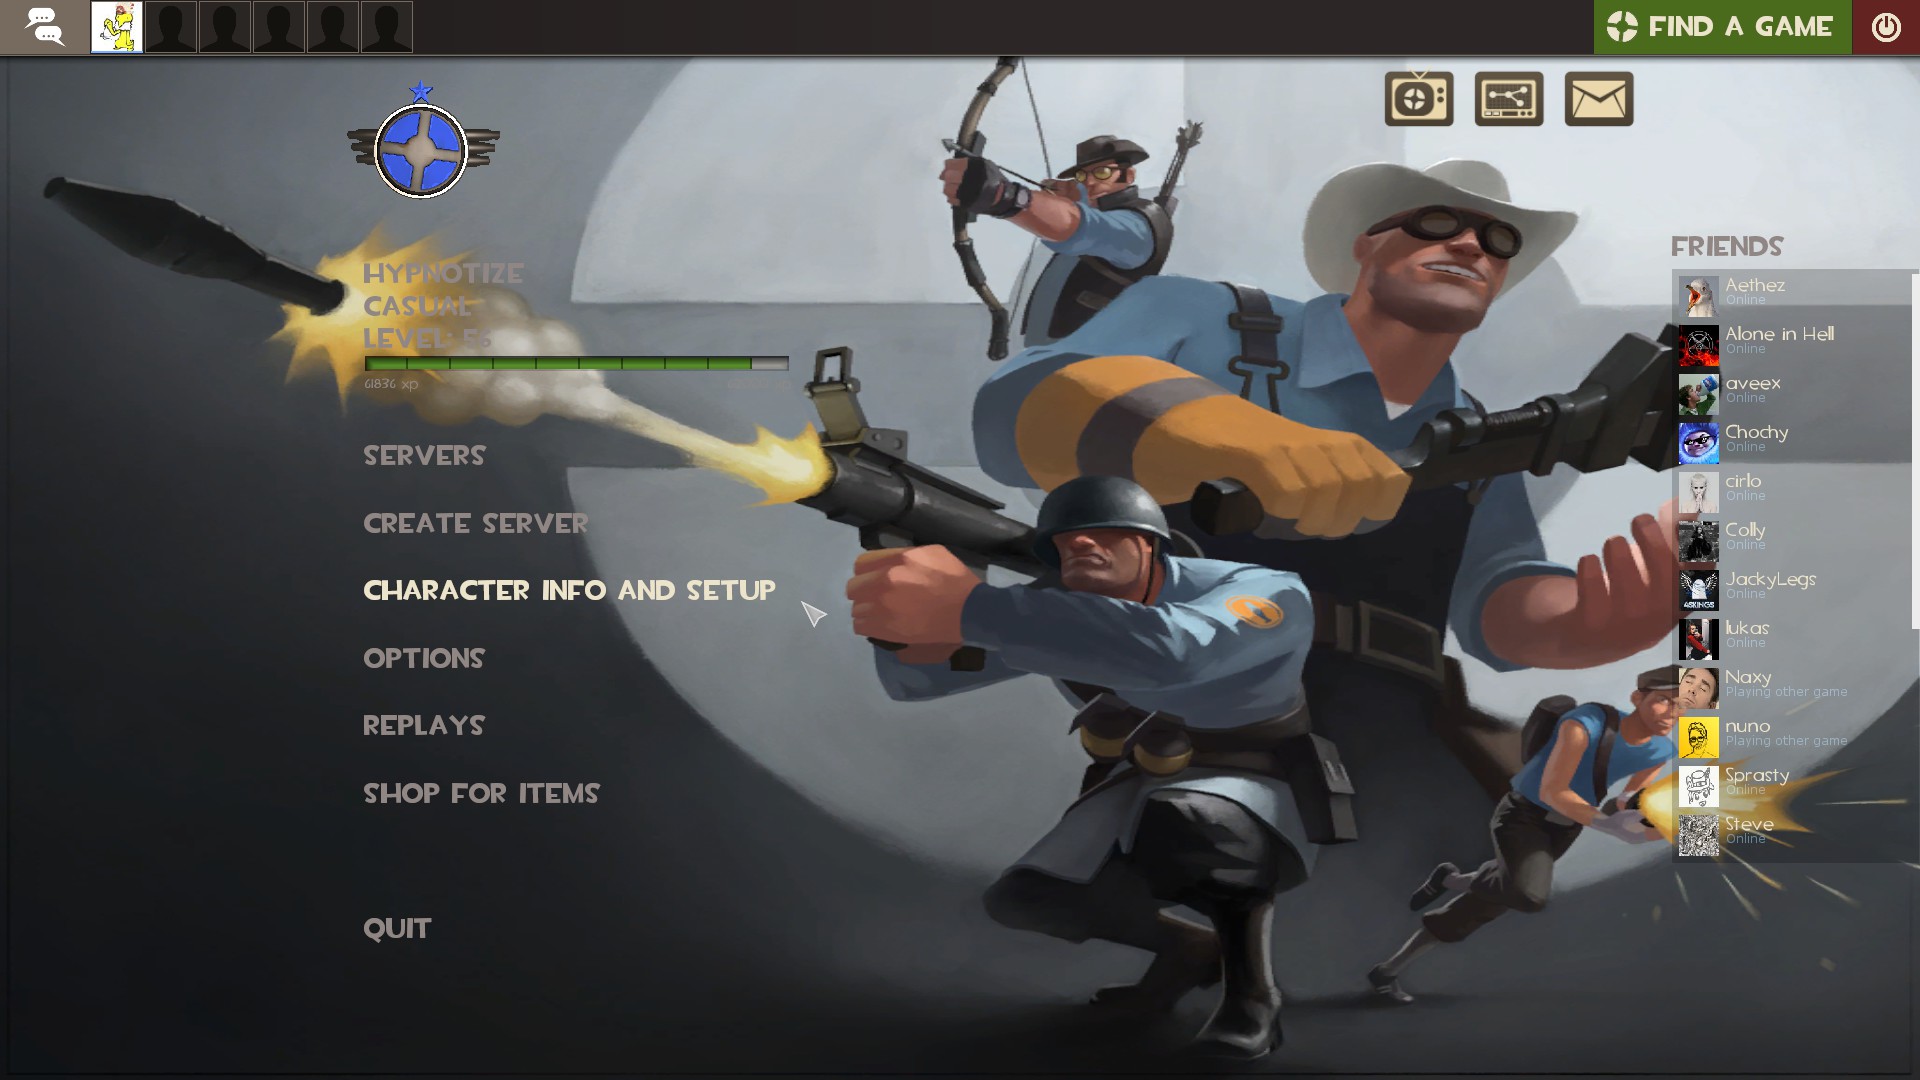 FIND A GAME
HYPNOTIZE
CASUAL
LEVEL: 56
61836 xp
SERVERS
CREATE SERVER
CHARACTER INFO AND SETUP
OPTIONS
REPLAYS
SHOP FOR ITEMS
QUIT
FRIENDS
Aethez
Online
Alone in Hell
Online
aveex
Online
Chochy
Online
cirlo
Online
Colly
Online
JackyLegs
Online
lukas
Online
Naxy
Playing other game
nuno
Playing other game
Sprasty
Online
Steve
Online